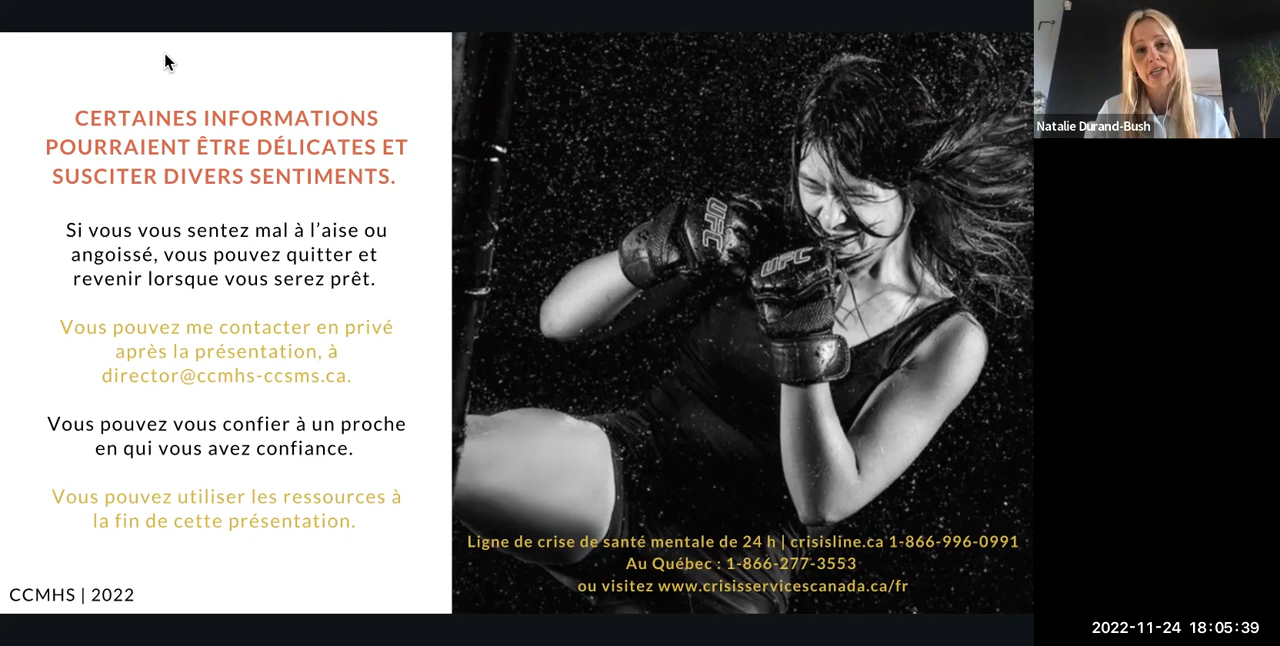 CERTAINES INFORMATIONS
POURRAIENT ÊTRE DÉLICATES ET
SUSCITER DIVERS SENTIMENTS.
Si vous vous sentez mal à l’aise ou
angoissé, vous pouvez quitter et
revenir lorsque vous serez prêt.
Vous pouvez me contacter en privé
après la présentation, à
director@ccmhs-ccsms.ca.
Vous pouvez vous confier à un proche
en qui vous avez confiance.
Vous pouvez utiliser les ressources à
la fin de cette présentation.
CCMHS | 2022
UFC
UFC
Ligne de crise de santé mentale de 24 h | crisisline.ca 1-866-996-0991
Au Québec : 1-866-277-3553
ou visitez www.crisisservicescanada.ca/fr
Natalie Durand-Bush
2022-11-24 18:05:39